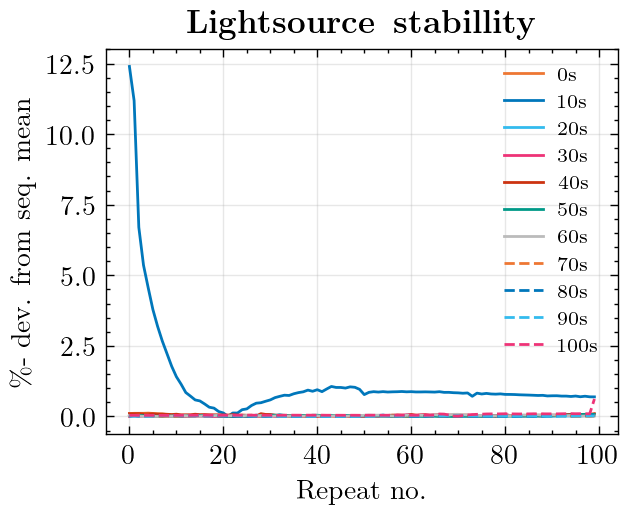 Lightsource stabillity
%- dev. from seq. mean
12.5
10.0
7.5
5.0
2.5
0.0
0
20
40
60
80
100
Repeat no.
0s
10s
20s
30s
40s
50s
60s
70s
80s
90s
100s